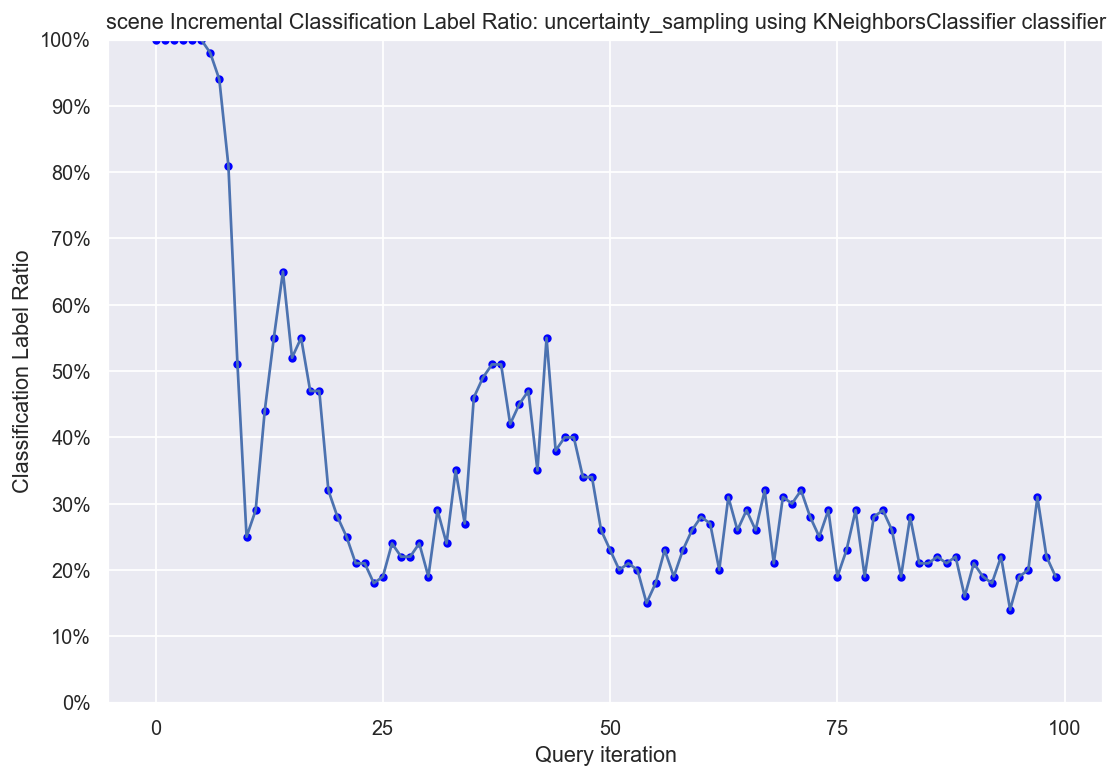 scene Incremental Classification Label Ratio: uncertainty_sampling using KNeighborsClassifier classifier
100%
90%
80%
70%
60%
50%
40%
30%
20%
10%
0%
Classification Label Ratio
0 25 50 75 100
Query iteration